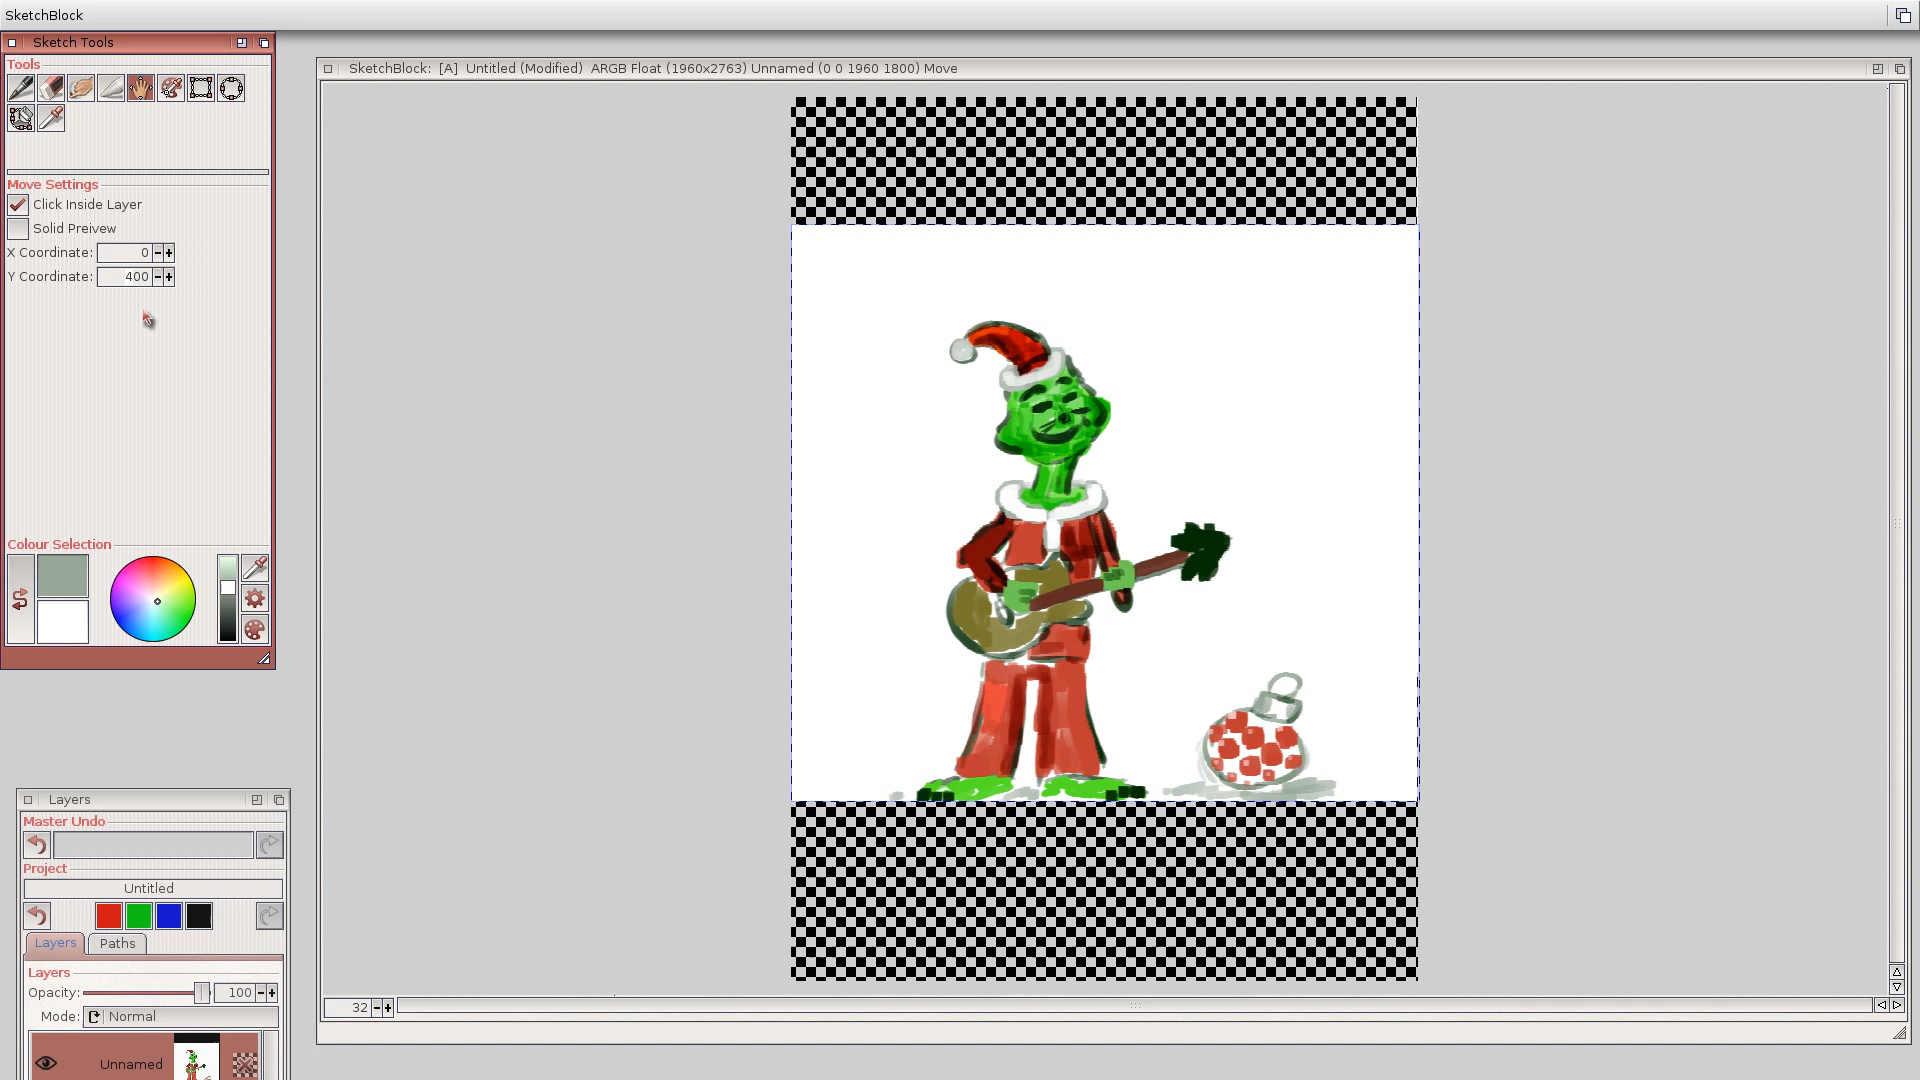 SketchBlock
Sketch Tools
Tools
Move Settings
Click Inside Layer
Solid Preivew
X Coordinate: 0
Y Coordinate: 400
Colour Selection
SketchBlock: [A] Untitled (Modified) ARGB Float (1960x2763) Unnamed (0 0 1960 1800) Move
32
Layers
Master Undo
Project
Untitled
Layers Paths
Layers
Opacity: 100
Mode: Normal
Unnamed